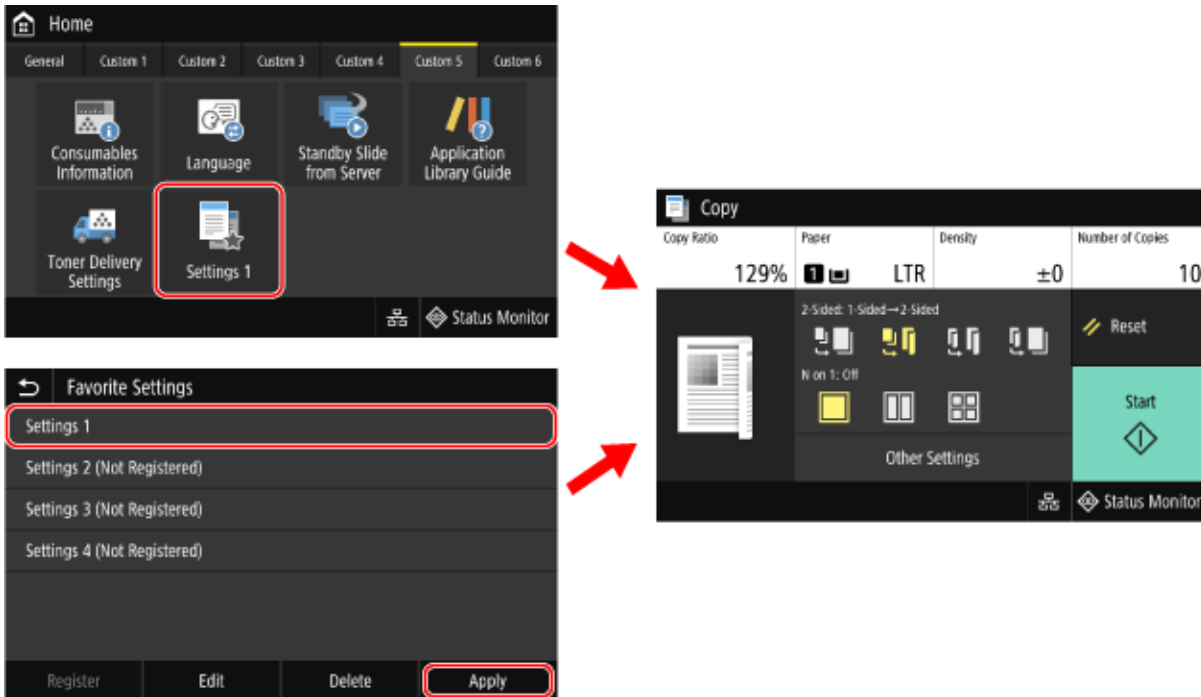 Home
General Custom 1 Custom 2 Custom 3 Custom 4 Custom 5 Custom 6
Consumables
Information
Language
Standby Slide
from Server
Application
Library Guide
Toner Delivery
Settings
Settings 1
Status Monitor
Favorite Settings
Settings 1
Settings 2 (Not Registered)
Settings 3 (Not Registered)
Settings 4 (Not Registered)
Register Edit Delete Apply
Copy
Copy Ratio Paper Density Number of Copies
129% 1 LTR ±0 10
2-Sided: 1-Sided→2-Sided
Reset
N on 1: Off
Start
Other Settings
Status Monitor